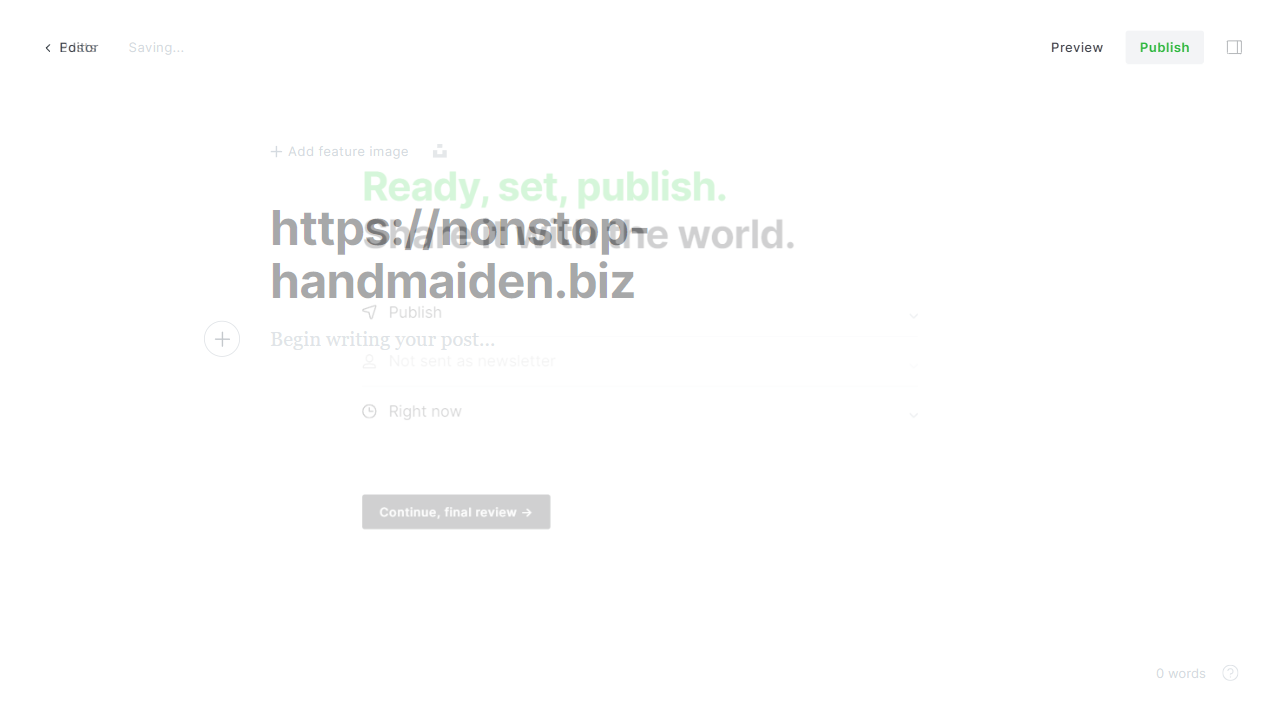 Editor
Posts
Saving...
Preview
Publish
Add feature image
Ready, set, publish.
Share it with the world.
https://nonstop-
handmaiden.biz
Publish
Begin writing your post...
Not sent as newsletter
Right now
Continue, final review →
0 words